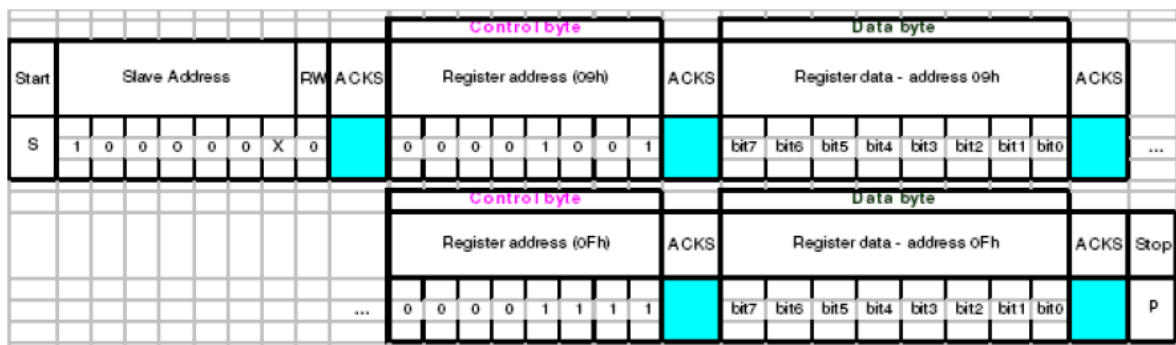 Control byte Data byte
Start Slave Address RW ACKS Register address (09h) ACKS Register data - address 09h ACKS
S 1 0 0 0 0 0 X 0 0 0 0 0 1 0 0 1 bit7 bit6 bit5 bit4 bit3 bit2 bit1 bit0 ...
Control byte Data byte
Register address (0Fh) ACKS Register data - address 0Fh ACKS Stop
... 0 0 0 0 1 1 1 1 bit7 bit6 bit5 bit4 bit3 bit2 bit1 bit0 P